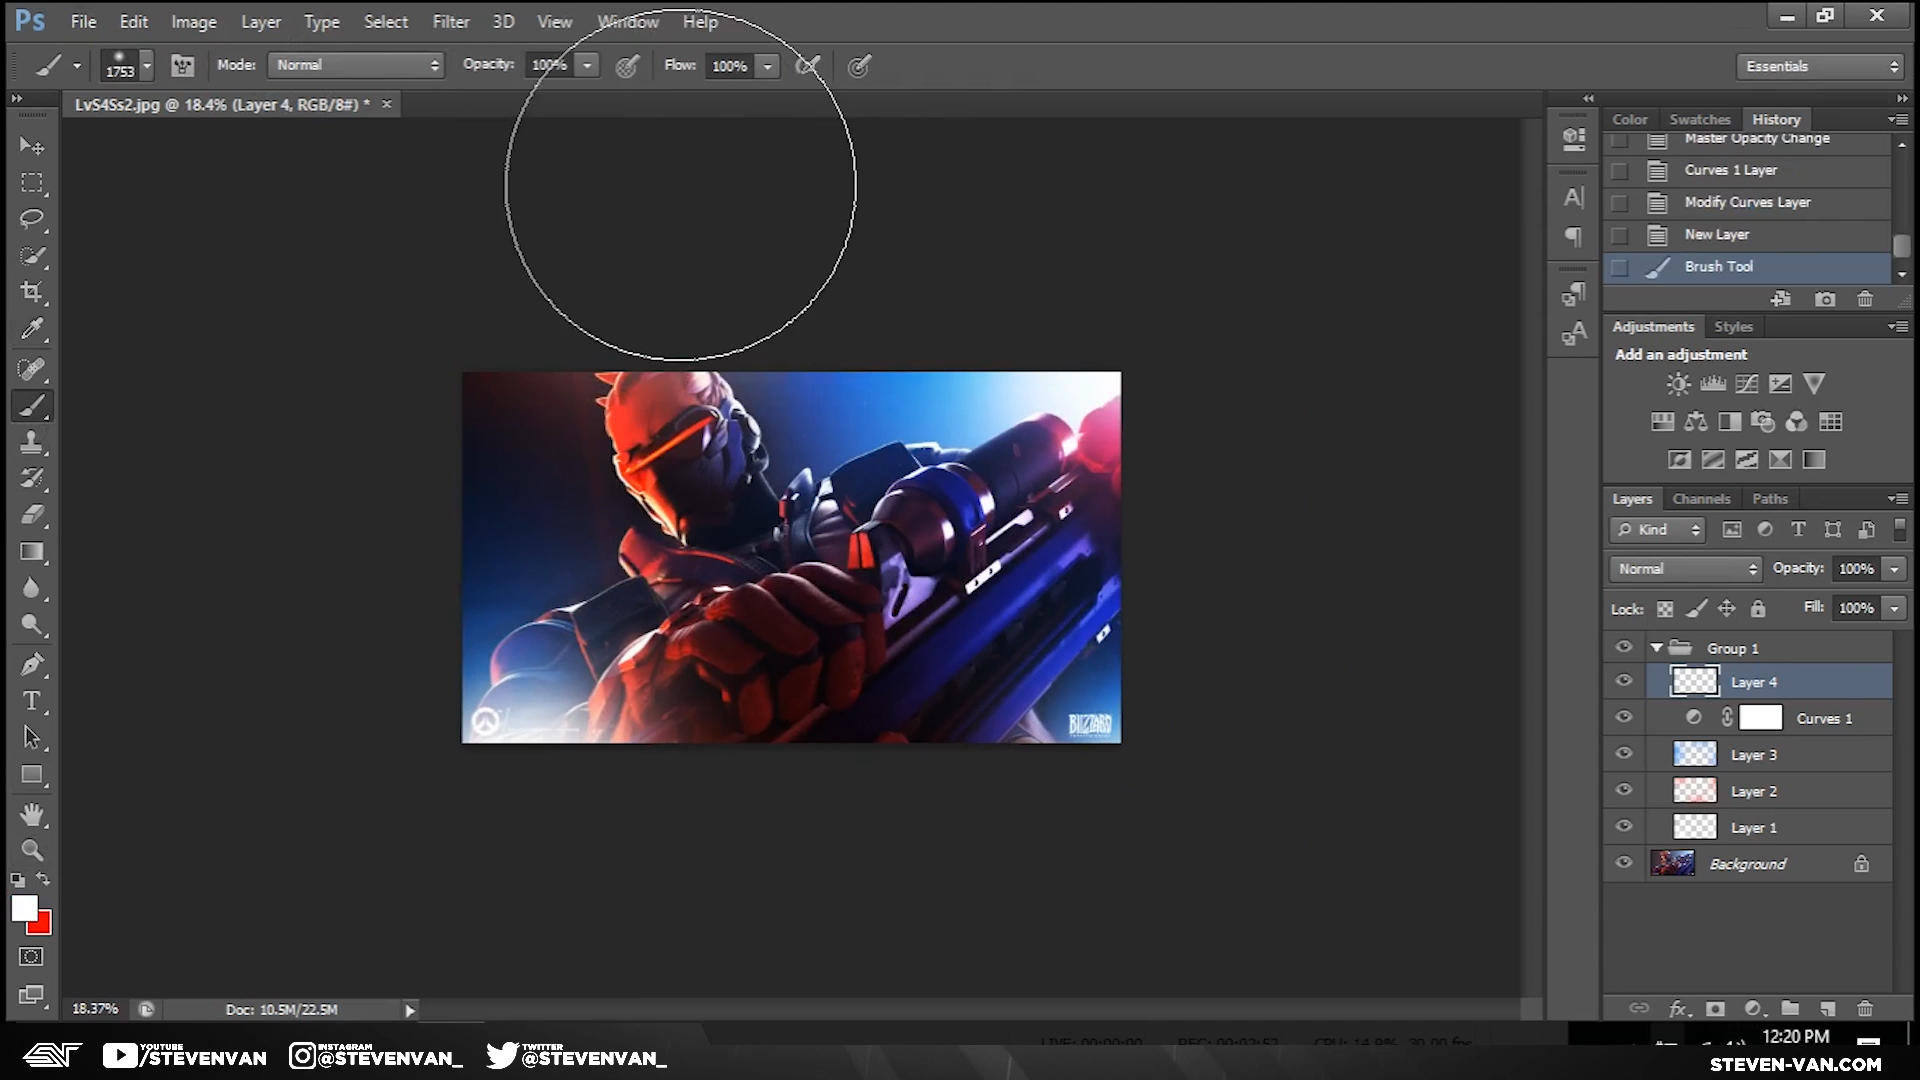 Ps File Edit Image Layer Type Select Filter 3D View Window Help
1753 Mode: Normal Opacity: 100% Flow: 100% Essentials
LvS4Ss2.jpg @ 18.4% (Layer 4, RGB/8#) * ×
Color Swatches History
Master Opacity Change
Curves 1 Layer
Modify Curves Layer
New Layer
Brush Tool
Adjustments Styles
Add an adjustment
Layers Channels Paths
Kind
Normal Opacity: 100%
Lock: Fill: 100%
Group 1
Layer 4
Curves 1
Layer 3
Layer 2
Layer 1
Background
BLIZZARD
18.37% Doc: 10.5M/22.5M
12:20 PM
YOUTUBE
/STEVENVAN
INSTAGRAM
@STEVENVAN_
TWITTER
@STEVENVAN_
STEVEN-VAN.COM